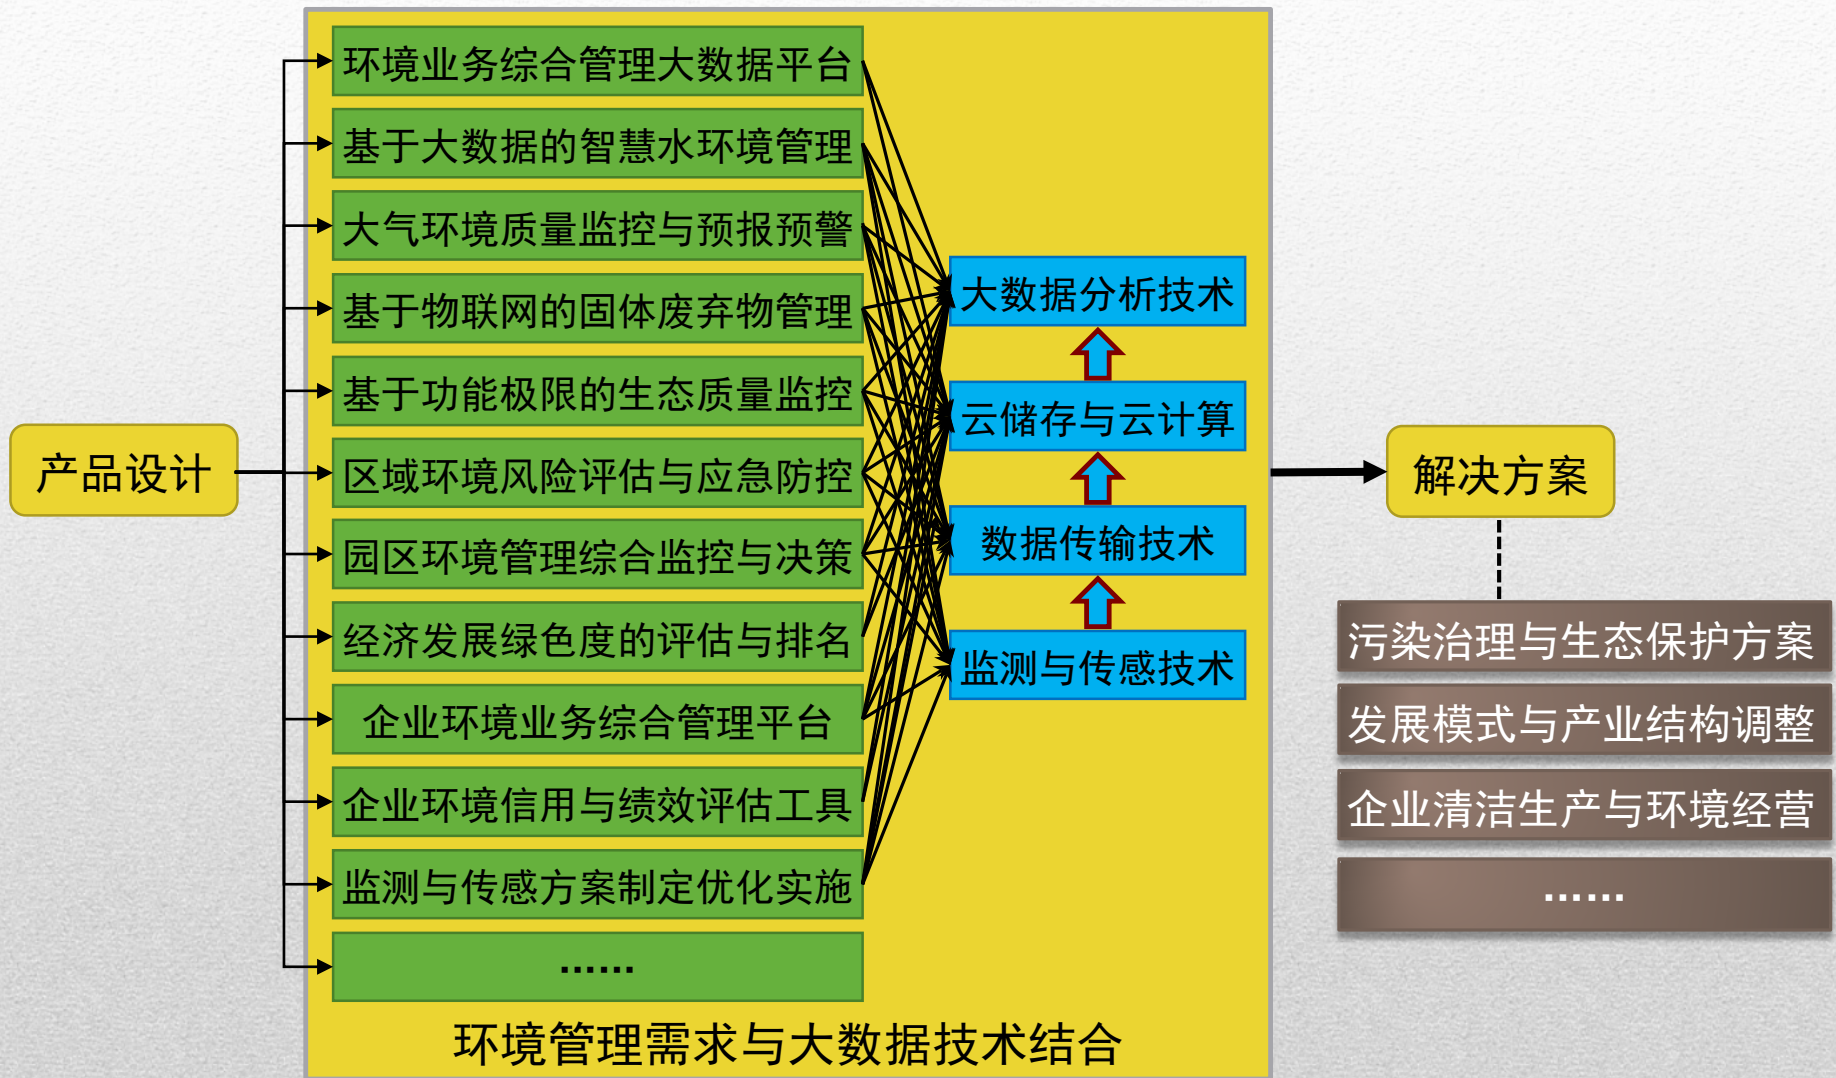 产品设计
环境业务综合管理大数据平台
基于大数据的智慧水环境管理
大气环境质量监控与预报预警
基于物联网的固体废弃物管理
基于功能极限的生态质量监控
区域环境风险评估与应急防控
园区环境管理综合监控与决策
经济发展绿色度的评估与排名
企业环境业务综合管理平台
企业环境信用与绩效评估工具
监测与传感方案制定优化实施
……
大数据分析技术
云储存与云计算
数据传输技术
监测与传感技术
环境管理需求与大数据技术结合
解决方案
污染治理与生态保护方案
发展模式与产业结构调整
企业清洁生产与环境经营
……